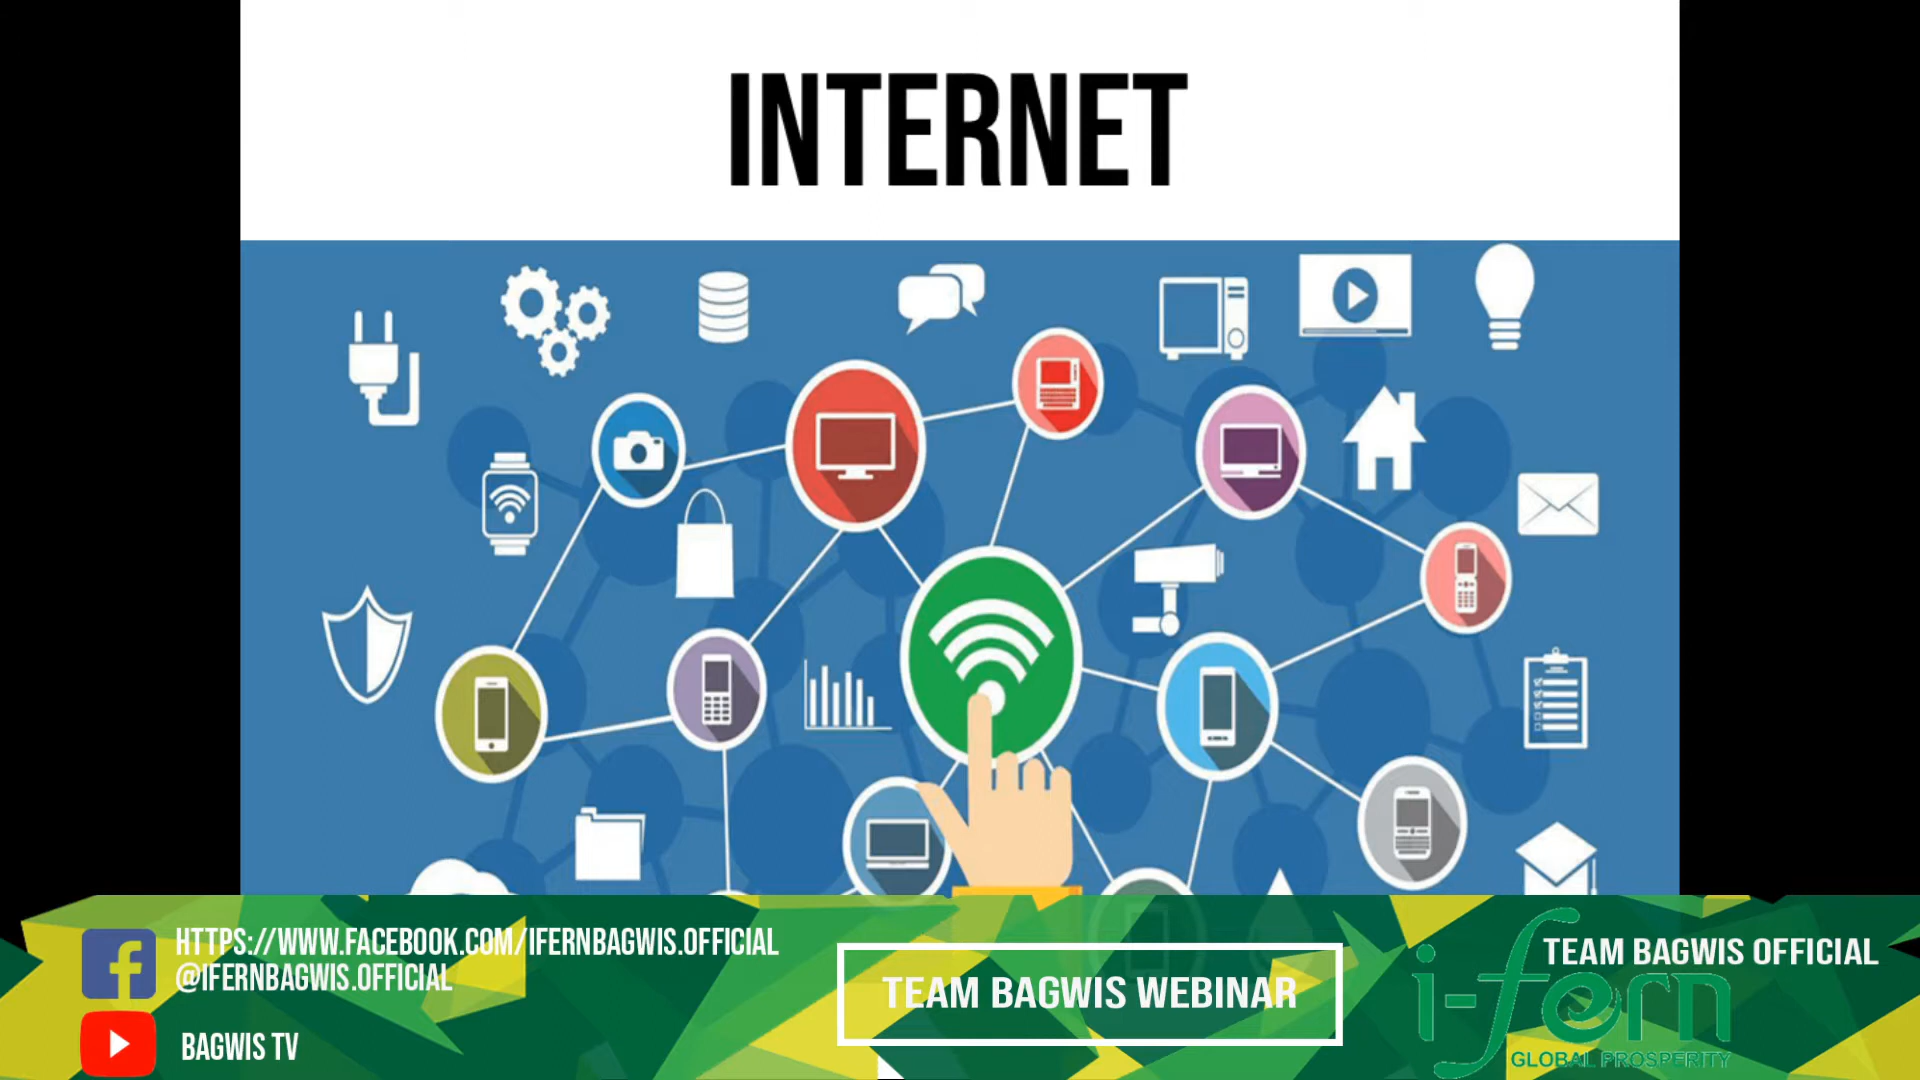 INTERNET
HTTPS://WWW.FACEBOOK.COM/IFERNBAGWIS.OFFICIAL
@IFERNBAGWIS.OFFICIAL
BAGWIS TV
TEAM BAGWIS WEBINAR
TEAM BAGWIS OFFICIAL
i-fern
GLOBAL PROSPERITY